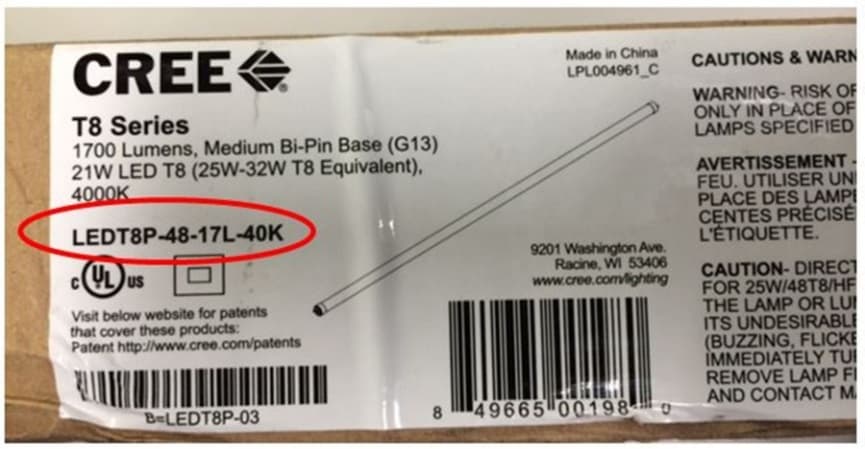 CREE
T8 Series
1700 Lumens, Medium Bi-Pin Base (G13)
21W LED T8 (25W-32W T8 Equivalent),
4000K
LEDT8P-48-17L-40K
C UL US
Visit below website for patents
that cover these products:
Patent http://www.cree.com/patents
B=LEDT8P-03
Made in China
LPL004961_C
9201 Washington Ave.
Racine, WI 53406
www.cree.com/lighting
8 49665 00198 0
CAUTIONS & WARN
WARNING- RISK OF
ONLY IN PLACE OF
LAMPS SPECIFIED
AVERTISSEMENT -
FEU. UTILISER UN
PLACE DES LAMP
CENTES PRÉCISÉ
L'ÉTIQUETTE.
CAUTION- DIRECT
FOR 25W/48T8/HF
THE LAMP OR LU
ITS UNDESIRABL
(BUZZING, FLICKE
IMMEDIATELY TU
REMOVE LAMP F
AND CONTACT M